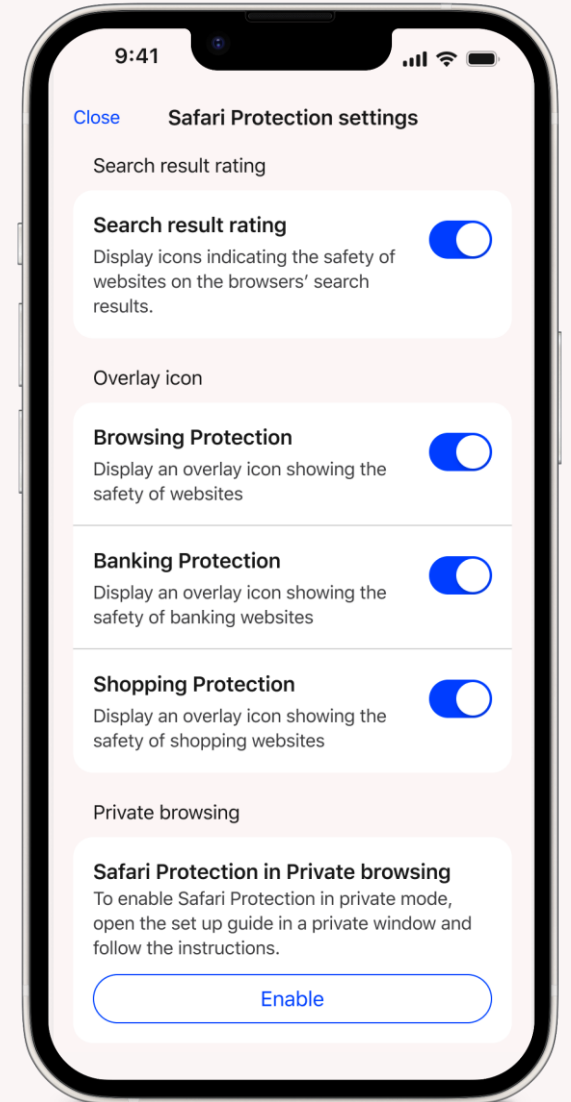 9:41
Close
Safari Protection settings
Search result rating
Search result rating
Display icons indicating the safety of
websites on the browsers’ search
results.
Overlay icon
Browsing Protection
Display an overlay icon showing the
safety of websites
Banking Protection
Display an overlay icon showing the
safety of banking websites
Shopping Protection
Display an overlay icon showing the
safety of shopping websites
Private browsing
Safari Protection in Private browsing
To enable Safari Protection in private mode,
open the set up guide in a private window and
follow the instructions.
Enable